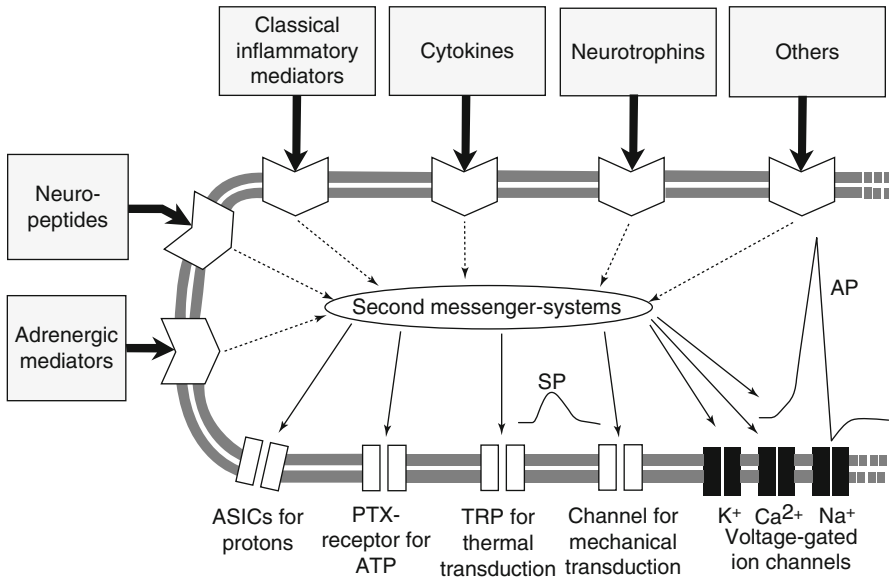 Classical
inflammatory
mediators
Cytokines
Neurotrophins
Others
Neuro-
peptides
Adrenergic
mediators
Second messenger-systems
SP
AP
ASICs for
protons
PTX-
receptor for
ATP
TRP for
thermal
transduction
Channel for
mechanical
transduction
K+ Ca2+ Na+
Voltage-gated
ion channels